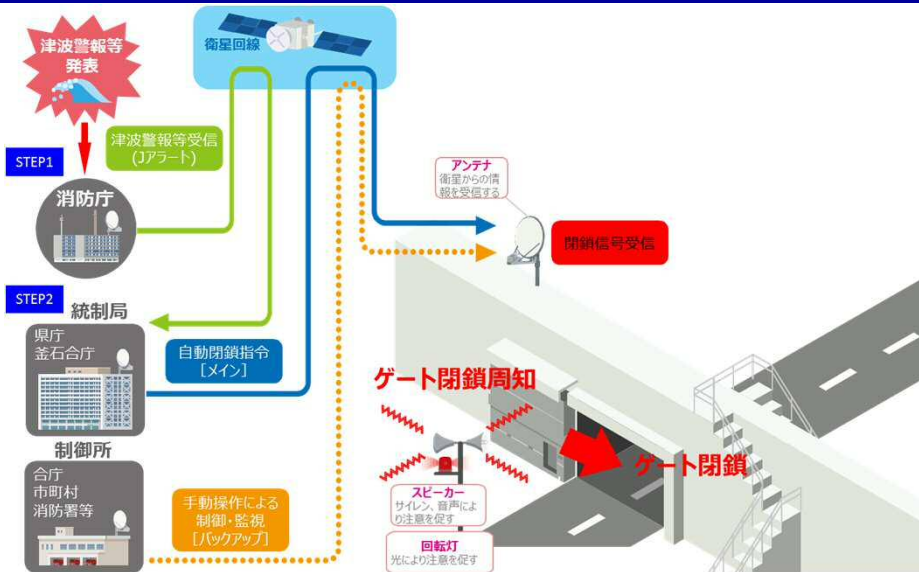 津波警報等
発表
衛星回線
STEP1
津波警報等受信
(Jアラート)
消防庁
アンテナ
衛星からの情
報を受信する
閉鎖信号受信
STEP2
統制局
県庁
釜石合庁
自動閉鎖指令
[メイン]
ゲート閉鎖周知
ゲート閉鎖
制御所
合庁
市町村
消防署等
手動操作による
制御・監視
[バックアップ]
スピーカー
サイレン、音声によ
り注意を促す
回転灯
光により注意を促す